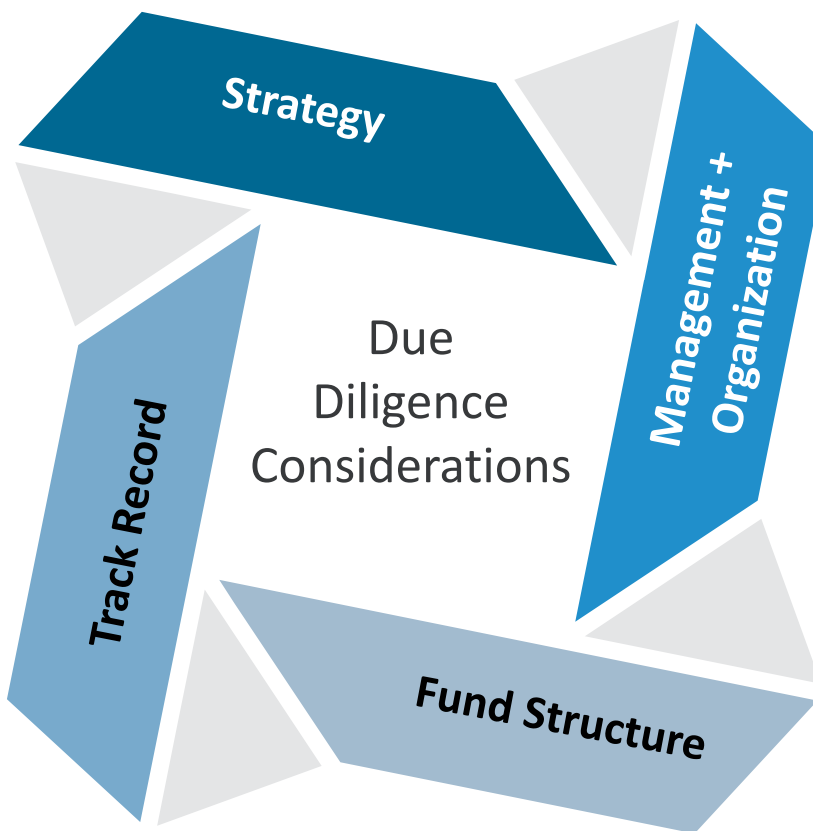 Strategy
Management +
Organization
Due
Diligence
Considerations
Track Record
Fund Structure